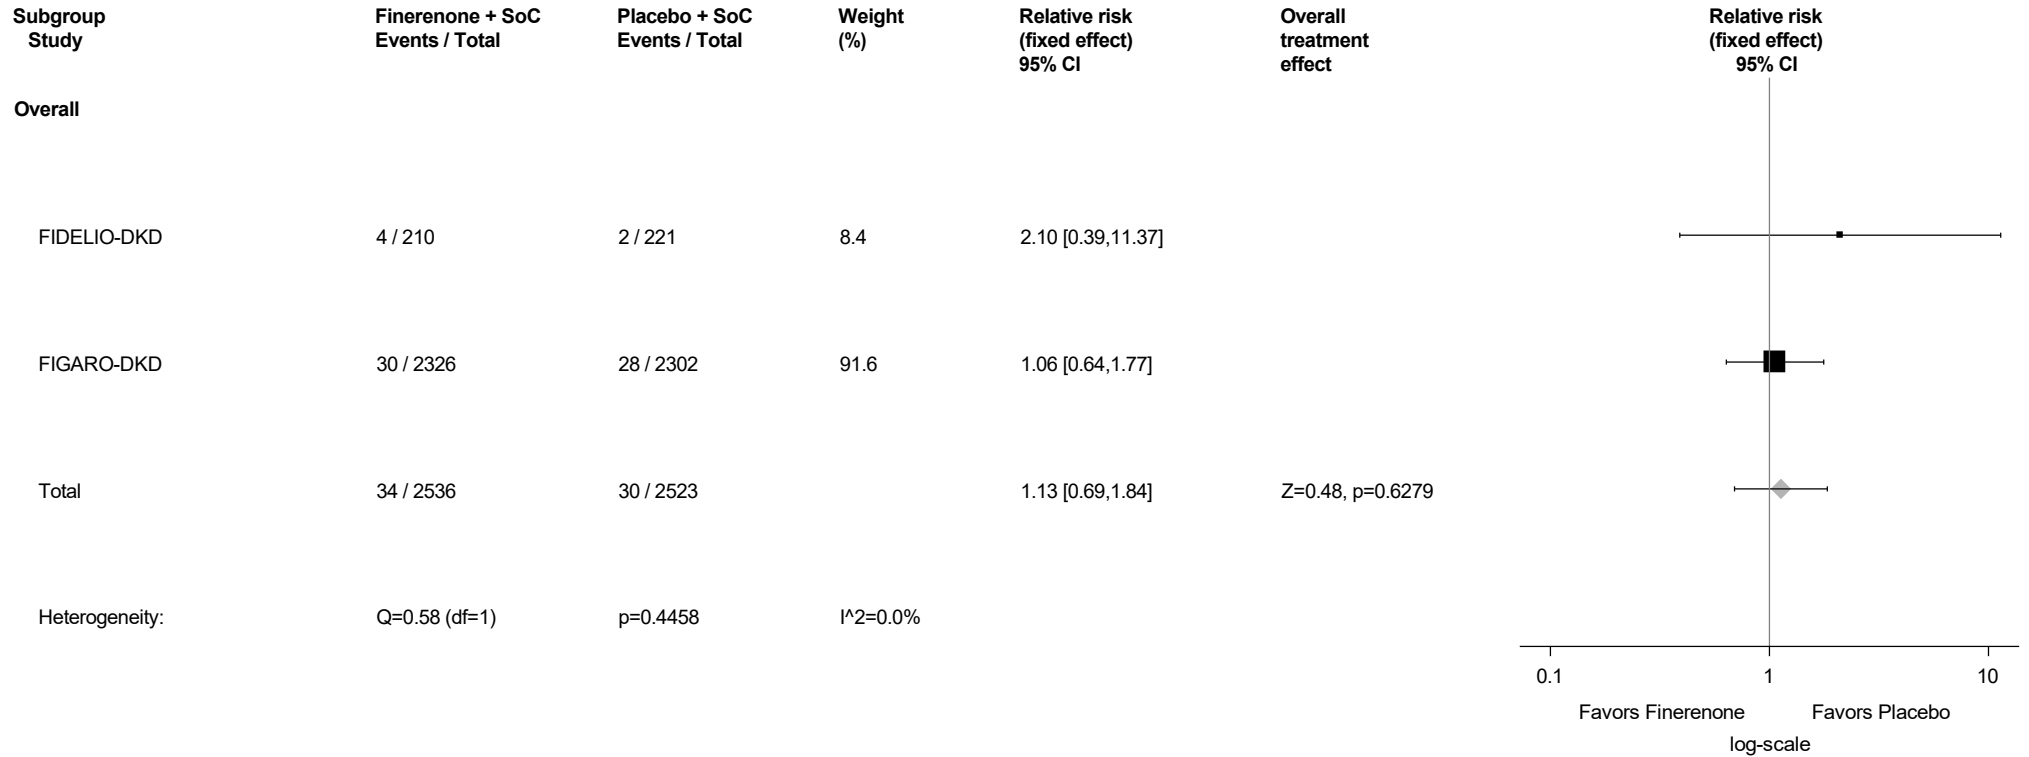 Subgroup Finerenone + SoC Placebo + SoC Weight Relative risk Overall Relative risk
Study Events / Total Events / Total (%) (fixed effect) treatment (fixed effect)
95% CI effect 95% CI
Overall
FIDELIO-DKD 4 / 210 2 / 221 8.4 2.10 [0.39,11.37]
FIGARO-DKD 30 / 2326 28 / 2302 91.6 1.06 [0.64,1.77]
Total 34 / 2536 30 / 2523 1.13 [0.69,1.84] Z=0.48, p=0.6279
Heterogeneity: Q=0.58 (df=1) p=0.4458 I^2=0.0%
0.1 1 10
Favors Finerenone Favors Placebo
log-scale